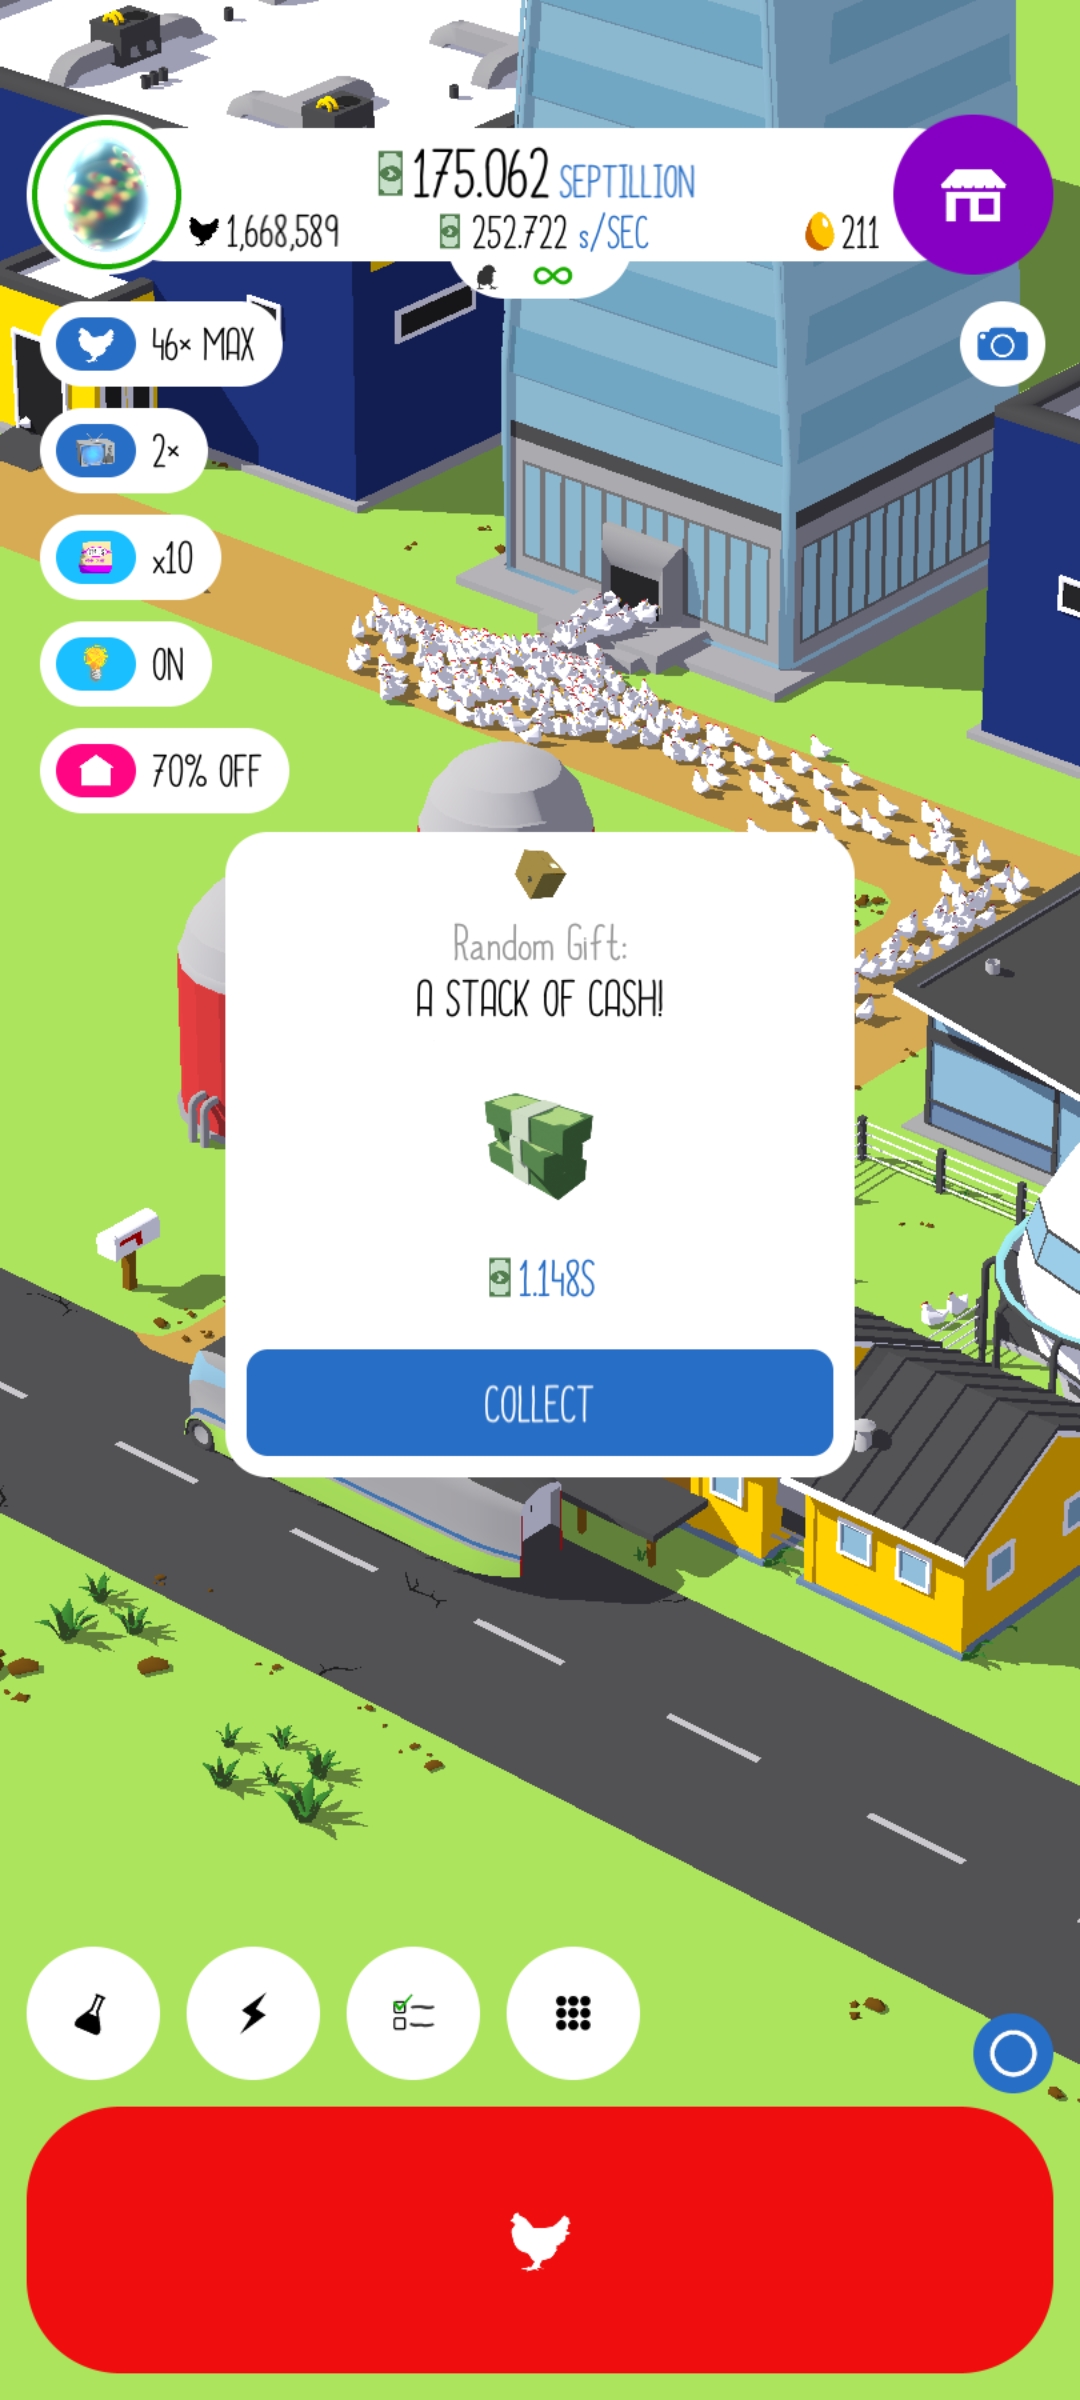 175.062 SEPTILLION
1,668,589
252.722 s/SEC
211
46× MAX
2×
x10
ON
70% OFF
Random Gift:
A STACK OF CASH!
1.148S
COLLECT